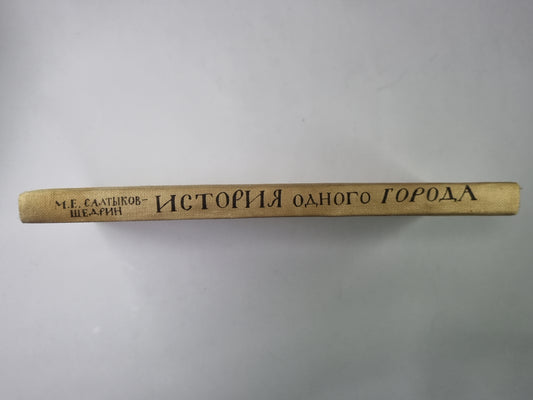 М.Е. САЛТЫКОВ-
ЩЕДРИН
ИСТОРИЯ ОДНОГО ГОРОДА